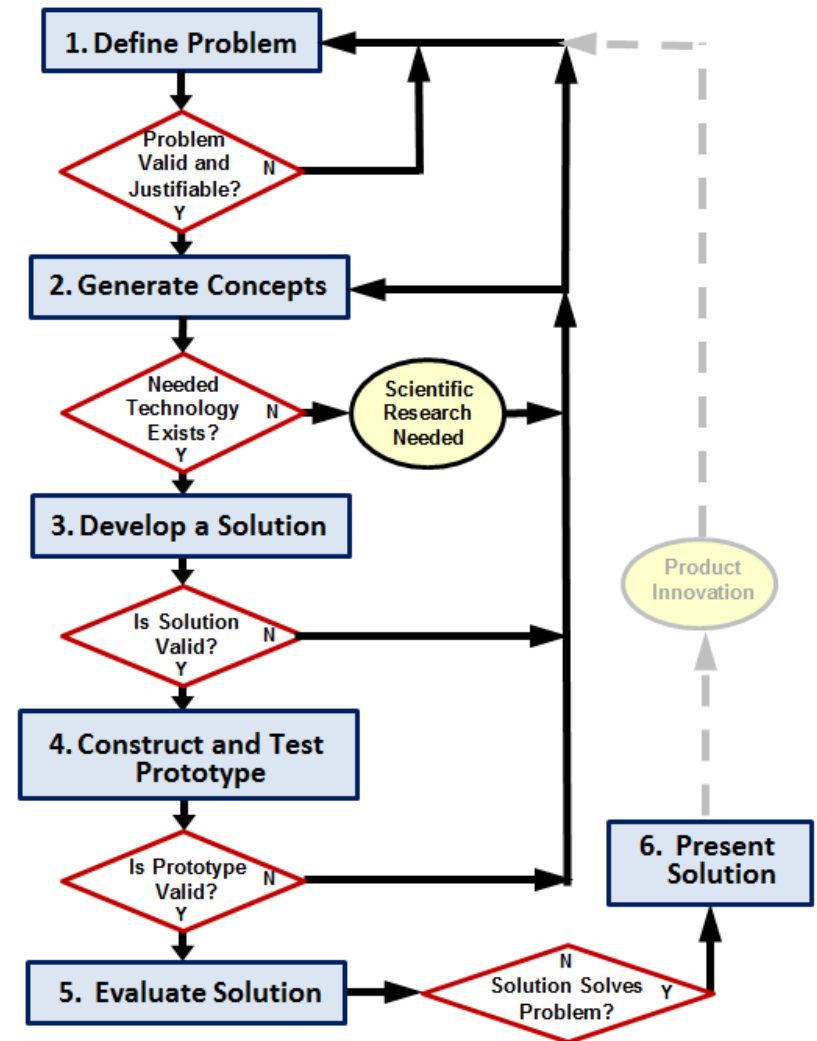 1. Define Problem
Problem
Valid and
Justifiable?
N
Y
2. Generate Concepts
Needed
Technology
Exists?
N
Y
Scientific
Research
Needed
3. Develop a Solution
Is Solution
Valid?
N
Y
Product
Innovation
4. Construct and Test
Prototype
Is Prototype
Valid?
N
Y
5. Evaluate Solution
N
Solution Solves
Problem?
Y
6. Present
Solution